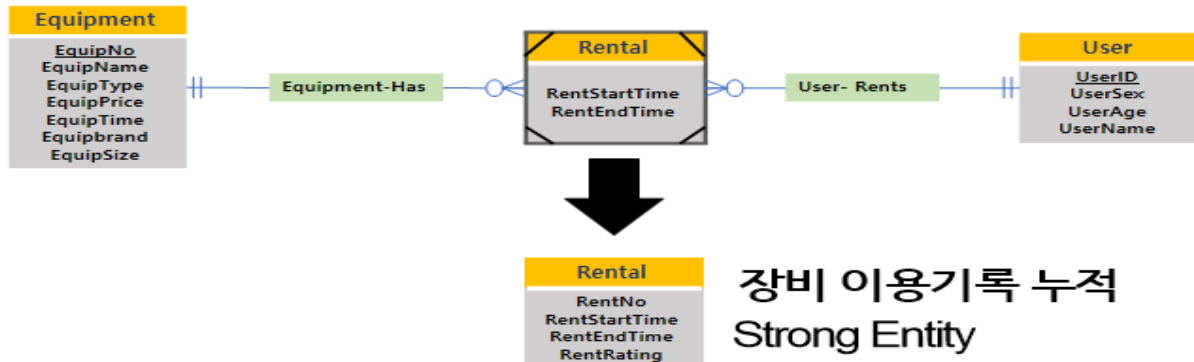 Equipment
EquipNo
EquipName
EquipType
EquipPrice
EquipTime
Equipbrand
EquipSize
Equipment-Has
Rental
RentStartTime
RentEndTime
User- Rents
User
UserID
UserSex
UserAge
UserName
Rental
RentNo
RentStartTime
RentEndTime
RentRating
장비 이용기록 누적
Strong Entity